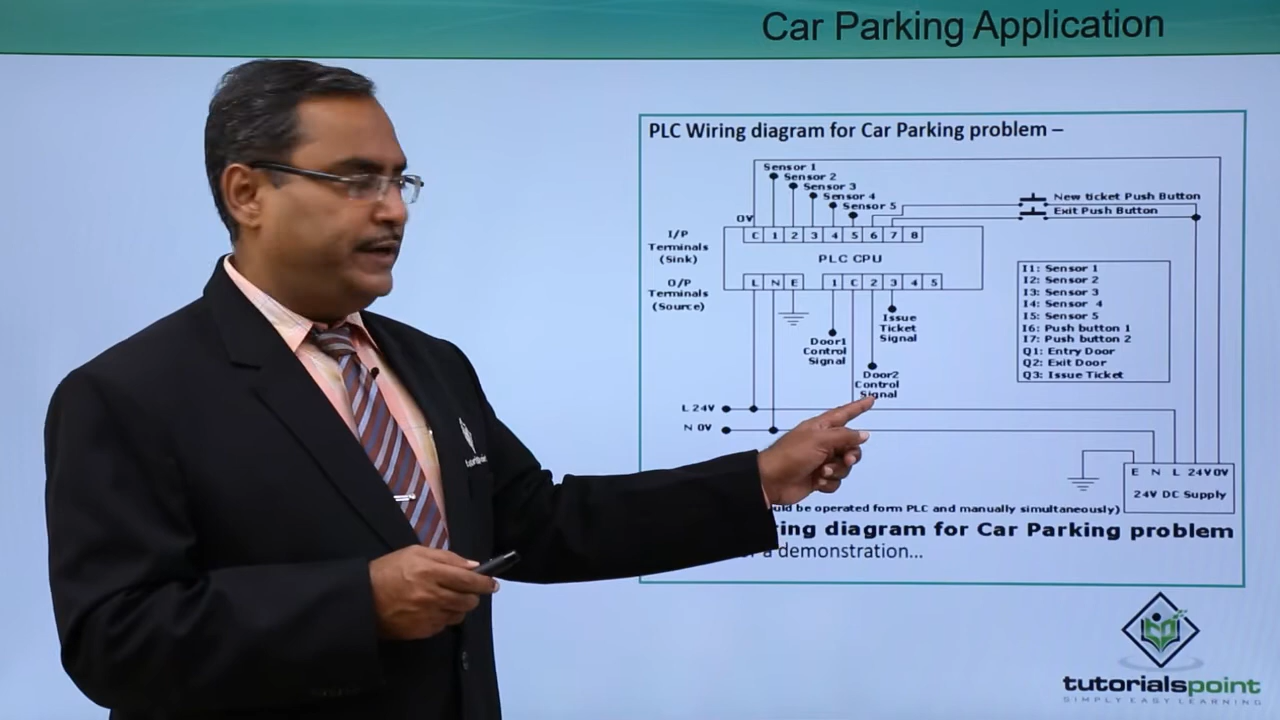 Car Parking Application
PLC Wiring diagram for Car Parking problem –
Sensor 1
Sensor 2
Sensor 3
Sensor 4
Sensor 5
New ticket Push Button
Exit Push Button
0V
I/P
Terminals
(Sink)
C 1 2 3 4 5 6 7 8
PLC CPU
O/P
Terminals
(Source)
L N E 1 C 2 3 4 5
I1: Sensor 1
I2: Sensor 2
I3: Sensor 3
I4: Sensor 4
I5: Sensor 5
I6: Push button 1
I7: Push button 2
Q1: Entry Door
Q2: Exit Door
Q3: Issue Ticket
Issue
Ticket
Signal
Door1
Control
Signal
Door2
Control
Signal
L 24V
N 0V
E N L 24V 0V
24V DC Supply
be operated form PLC and manually simultaneously)
diagram for Car Parking problem
a demonstration...
tutorialspoint
SIMPLY EASY LEARNING